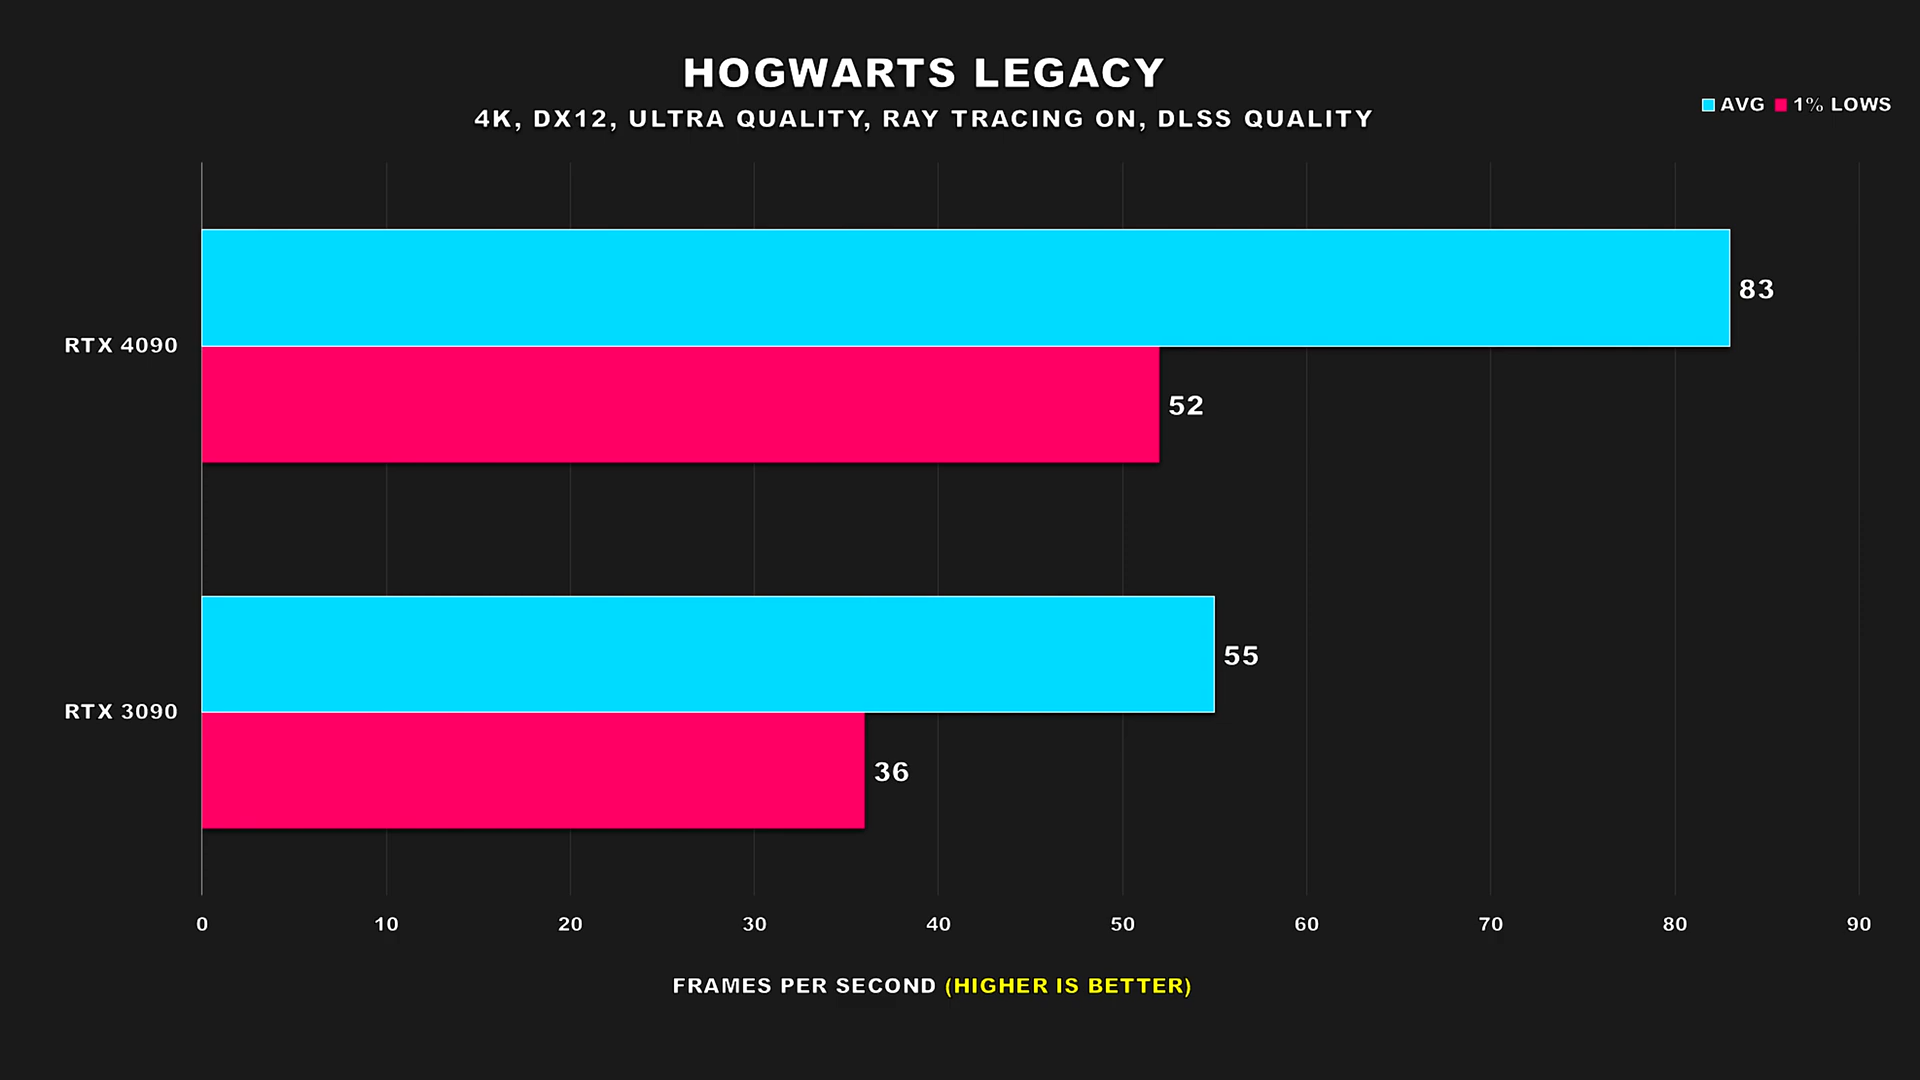 HOGWARTS LEGACY
4K, DX12, ULTRA QUALITY, RAY TRACING ON, DLSS QUALITY
AVG 1% LOWS
83
RTX 4090
52
55
RTX 3090
36
0 10 20 30 40 50 60 70 80 90
FRAMES PER SECOND (HIGHER IS BETTER)